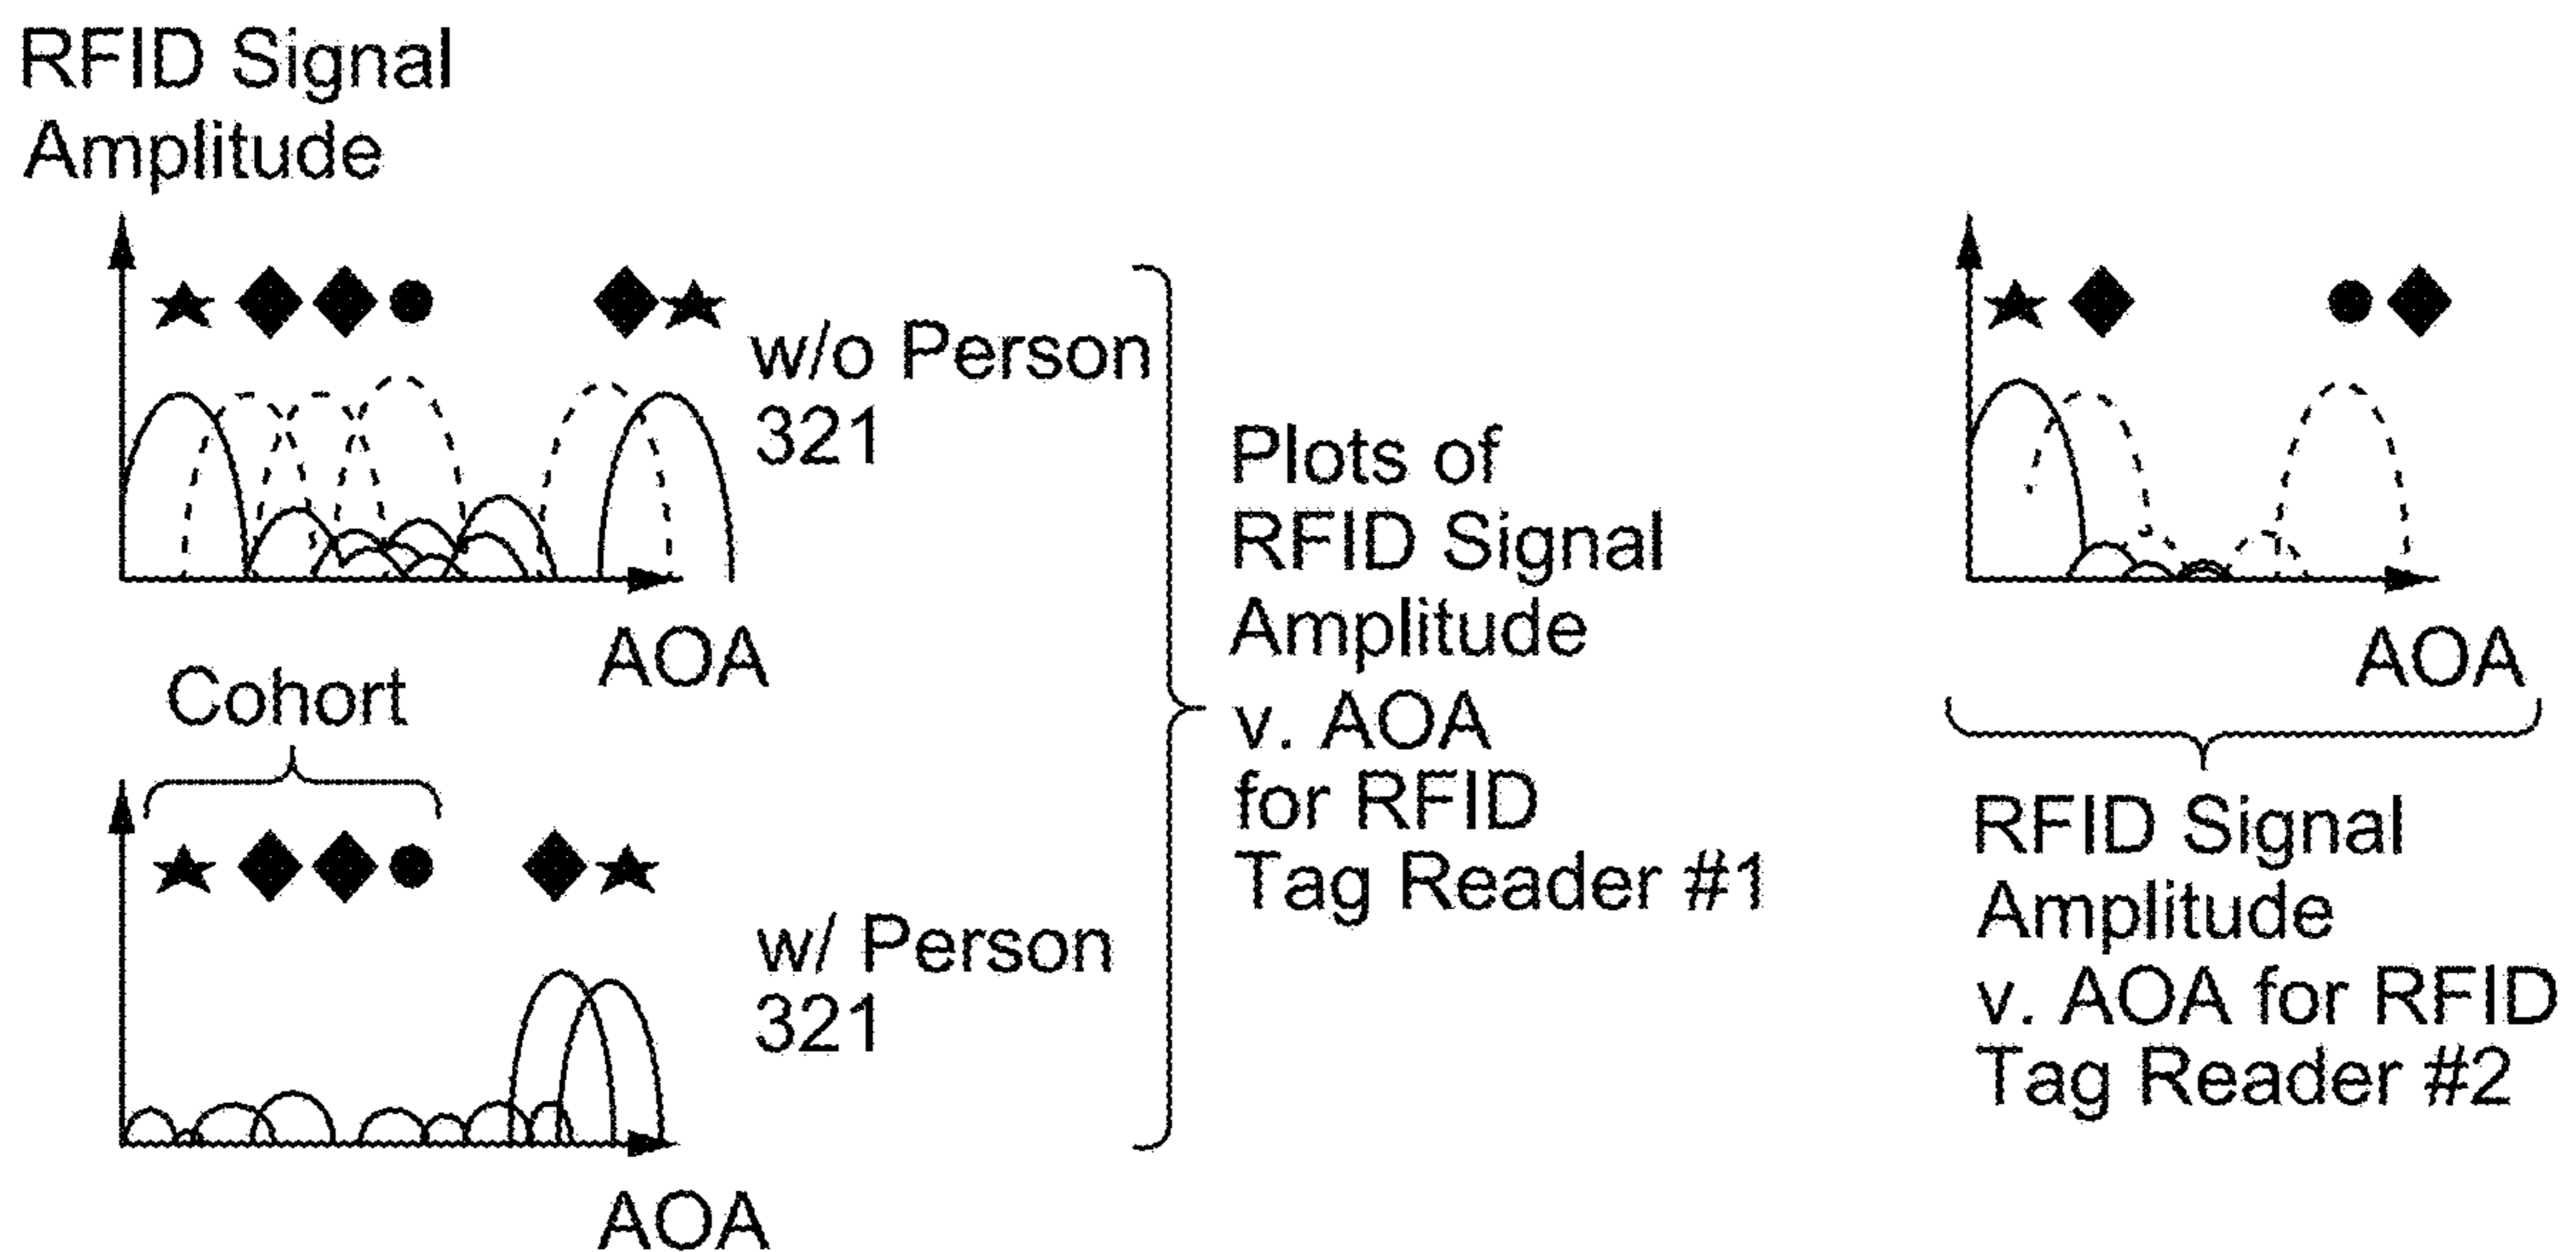 RFID Signal
Amplitude
w/o Person
321
AOA
Cohort
w/ Person
321
AOA
Plots of
RFID Signal
Amplitude
v. AOA
for RFID
Tag Reader #1
AOA
RFID Signal
Amplitude
v. AOA for RFID
Tag Reader #2